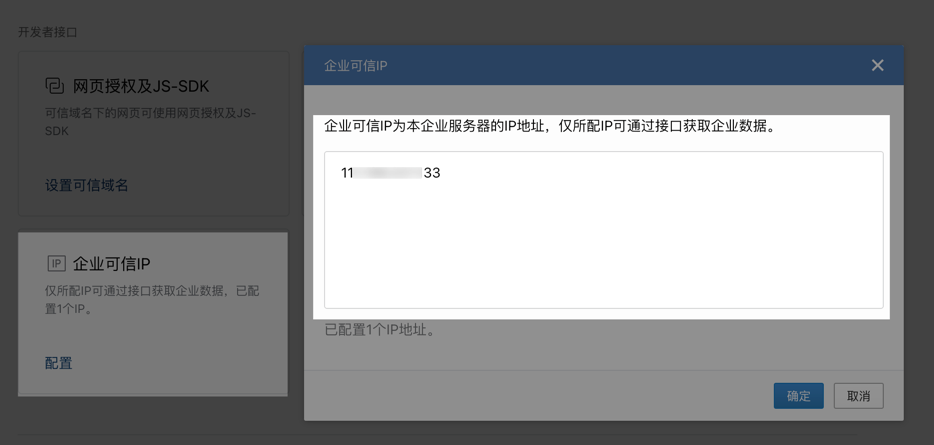 开发者接口
网页授权及JS-SDK
可信域名下的网页可使用网页授权及JS-
SDK
设置可信域名
IP 企业可信IP
仅所配IP可通过接口获取企业数据，已配
置1个IP。
配置
企业可信IP
企业可信IP为本企业服务器的IP地址，仅所配IP可通过接口获取企业数据。
11 33
已配置1个IP地址。
确定 取消